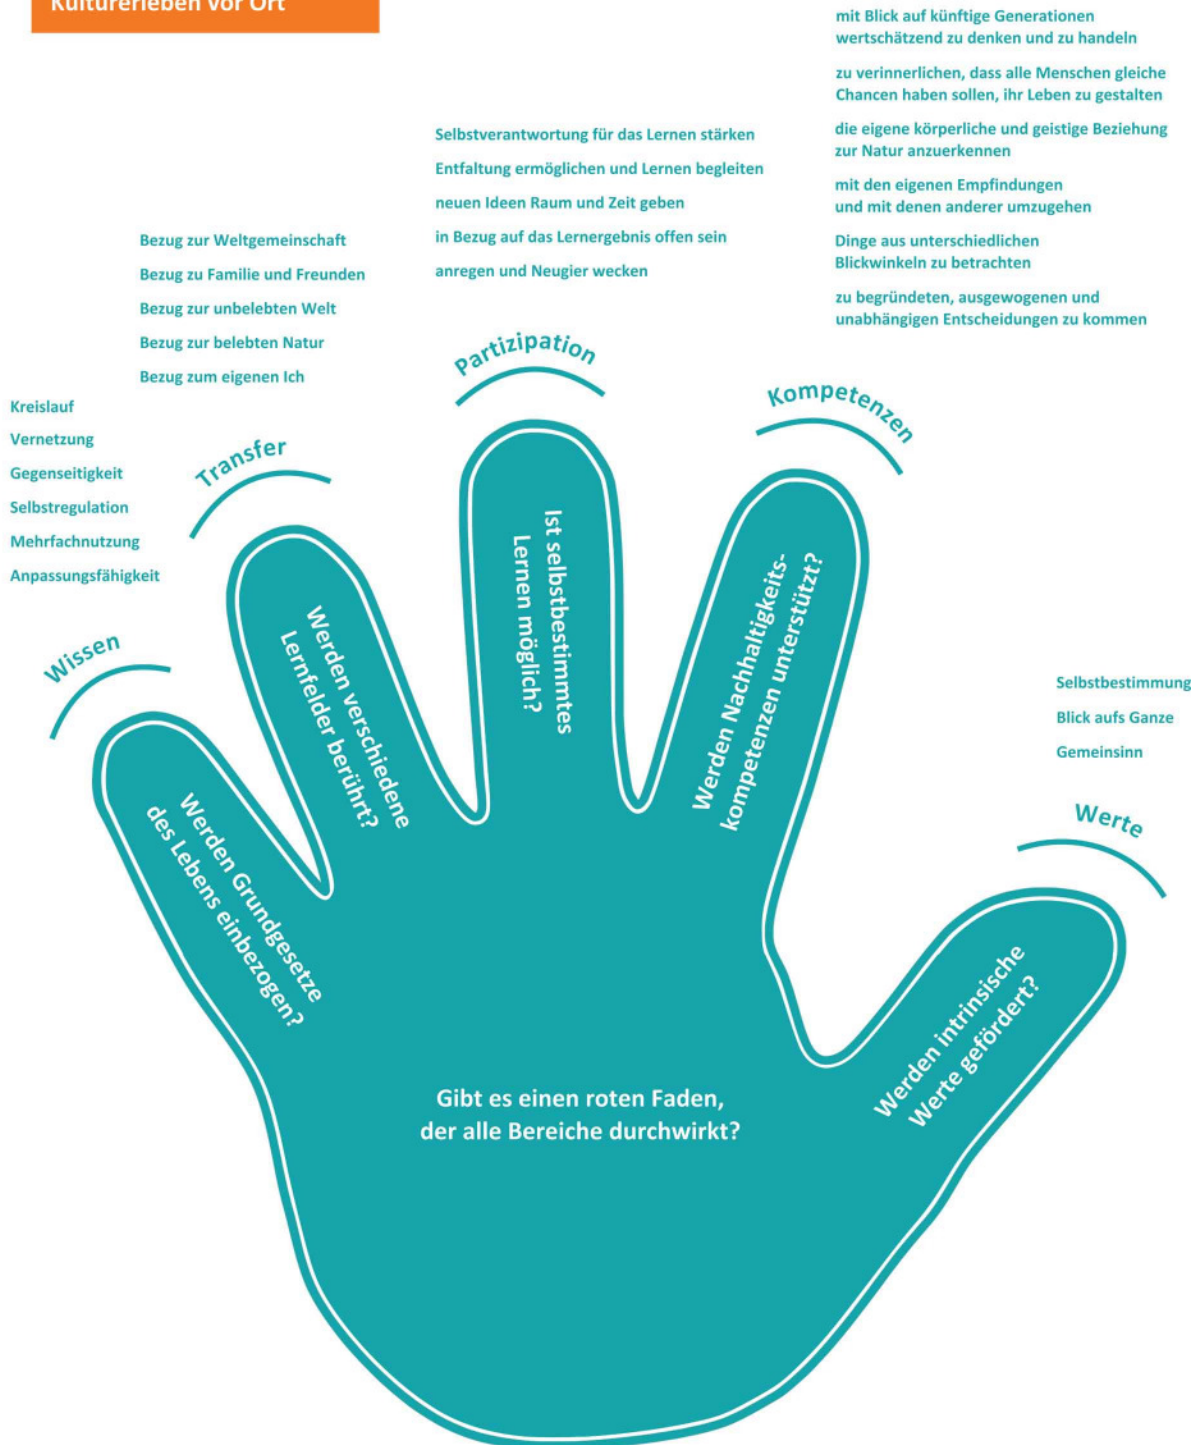 Kulturerleben vor Ort
mit Blick auf künftige Generationen
wertschätzend zu denken und zu handeln
zu verinnerlichen, dass alle Menschen gleiche
Chancen haben sollen, ihr Leben zu gestalten
die eigene körperliche und geistige Beziehung
zur Natur anzuerkennen
mit den eigenen Empfindungen
und mit denen anderer umzugehen
Dinge aus unterschiedlichen
Blickwinkeln zu betrachten
zu begründeten, ausgewogenen und
unabhängigen Entscheidungen zu kommen
Selbstverantwortung für das Lernen stärken
Entfaltung ermöglichen und Lernen begleiten
neuen Ideen Raum und Zeit geben
in Bezug auf das Lernergebnis offen sein
anregen und Neugier wecken
Bezug zur Weltgemeinschaft
Bezug zu Familie und Freunden
Bezug zur unbelebten Welt
Bezug zur belebten Natur
Bezug zum eigenen Ich
Kreislauf
Vernetzung
Gegenseitigkeit
Selbstregulation
Mehrfachnutzung
Anpassungsfähigkeit
Wissen
Transfer
Partizipation
Kompetenzen
Selbstbestimmung
Blick aufs Ganze
Gemeinsinn
Werte
Werden Grundgesetze
des Lebens einbezogen?
Werden verschiedene
Lernfelder berührt?
Ist selbstbestimmtes
Lernen möglich?
Werden Nachhaltigkeits-
kompetenzen unterstützt?
Werden intrinsische
Werte gefördert?
Gibt es einen roten Faden,
der alle Bereiche durchwirkt?